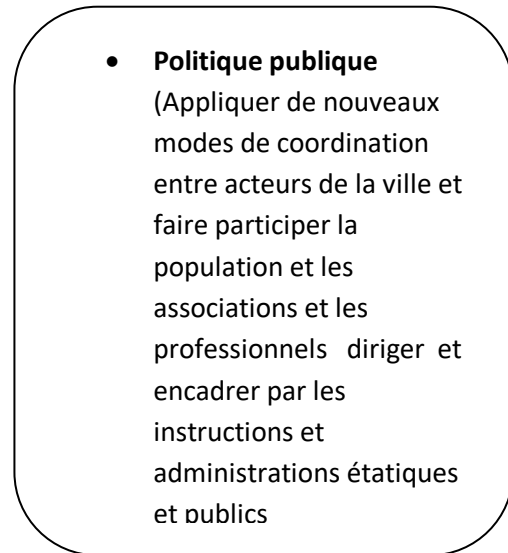 • Politique publique
(Appliquer de nouveaux
modes de coordination
entre acteurs de la ville et
faire participer la
population et les
associations et les
professionnels diriger et
encadrer par les
instructions et
administrations étatiques
et publics